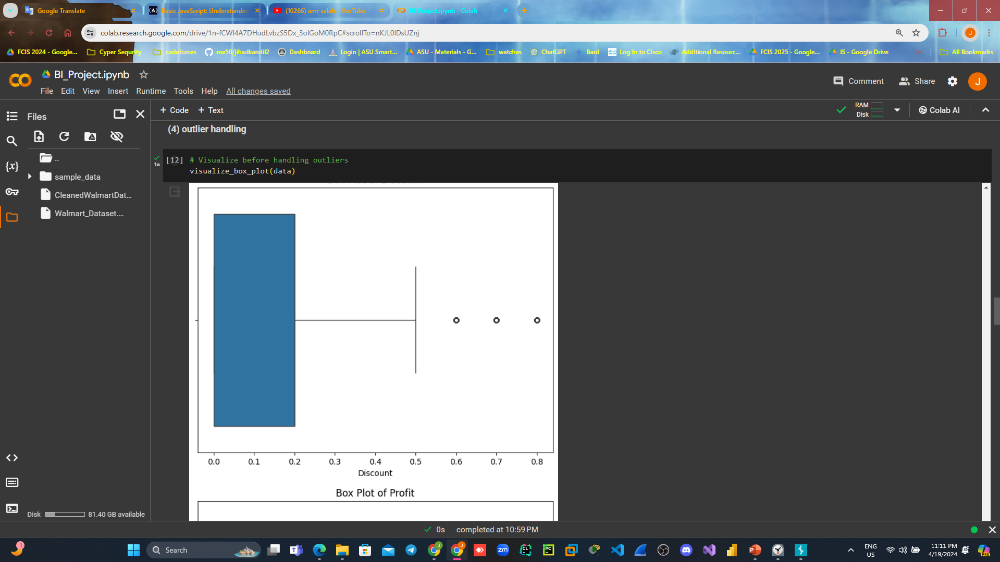 Google Translate
Basic JavaScript: Understandin
(10266) amr salah - YouTube
BI_Project.ipynb - Colab
colab.research.google.com/drive/1n-fCWI4A7DHudLvbzS5Dx_3olGoM0RpC#scrollTo=nKJL0IDsUZnj
FCIS 2024 - Google...
Cyper Sequrity
codeforces
me50/jihadkandil2
Dashboard
Login | ASU Smart...
ASU - Materials - G...
watches
ChatGPT
Bard
Log In to Cisco
Additional Resourc...
FCIS 2025 - Google...
IS - Google Drive
»
All Bookmarks
BI_Project.ipynb
File Edit View Insert Runtime Tools Help All changes saved
Comment
Share
J
Files
+ Code + Text
RAM
Disk
Colab AI
(4) outlier handling
..
sample_data
CleanedWalmartDat...
Walmart_Dataset....
{x}
1s
[12] # Visualize before handling outliers
visualize_box_plot(data)
0.0 0.1 0.2 0.3 0.4 0.5 0.6 0.7 0.8
Discount
Box Plot of Profit
Disk 81.40 GB available
0s completed at 10:59 PM
1
Search
ENG
US
11:11 PM
4/19/2024